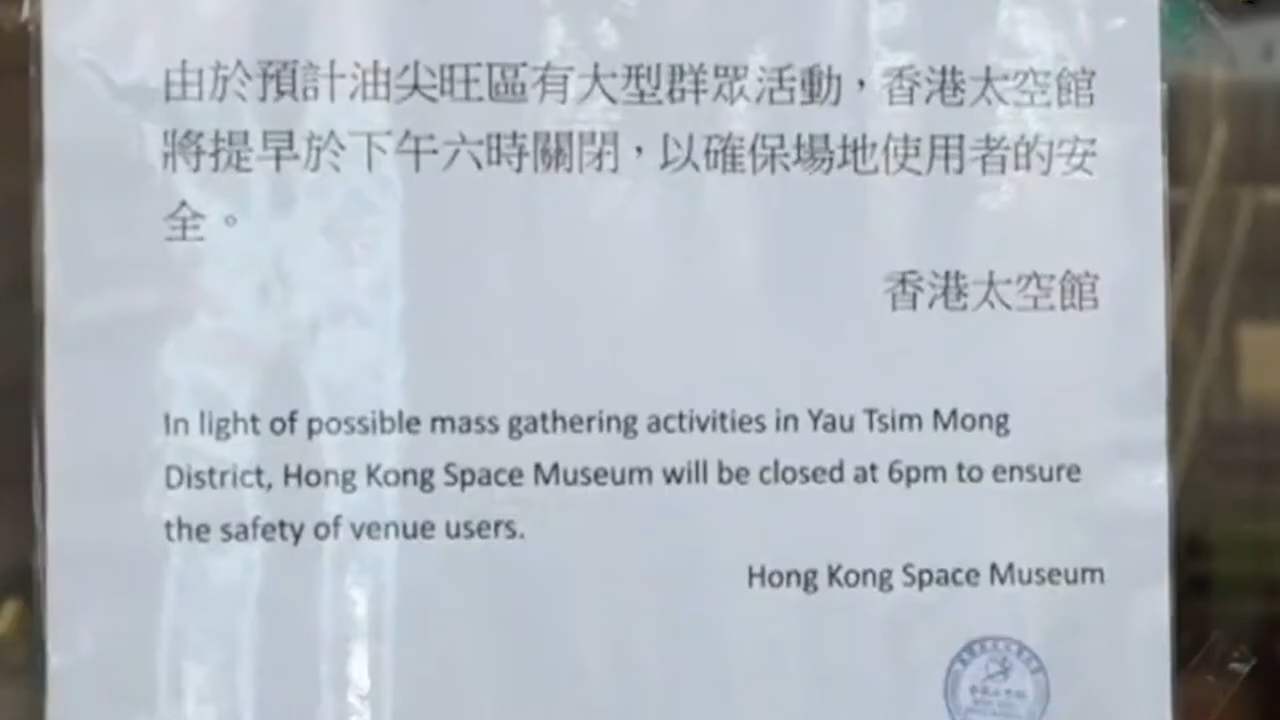 由於預計油尖旺區有大型群眾活動，香港太空館
將提早於下午六時關閉，以確保場地使用者的安
全。
香港太空館
In light of possible mass gathering activities in Yau Tsim Mong
District, Hong Kong Space Museum will be closed at 6pm to ensure
the safety of venue users.
Hong Kong Space Museum